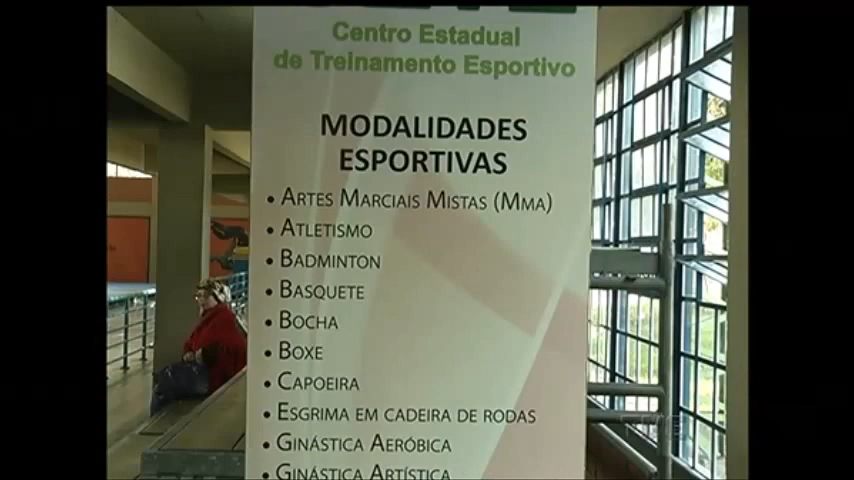 Centro Estadual
de Treinamento Esportivo
MODALIDADES
ESPORTIVAS
• ARTES MARCIAIS MISTAS (MMA)
• ATLETISMO
• BADMINTON
• BASQUETE
• BOCHA
• BOXE
• CAPOEIRA
• ESGRIMA EM CADEIRA DE RODAS
• GINÁSTICA AERÓBICA
• GINÁSTICA ARTÍSTICA